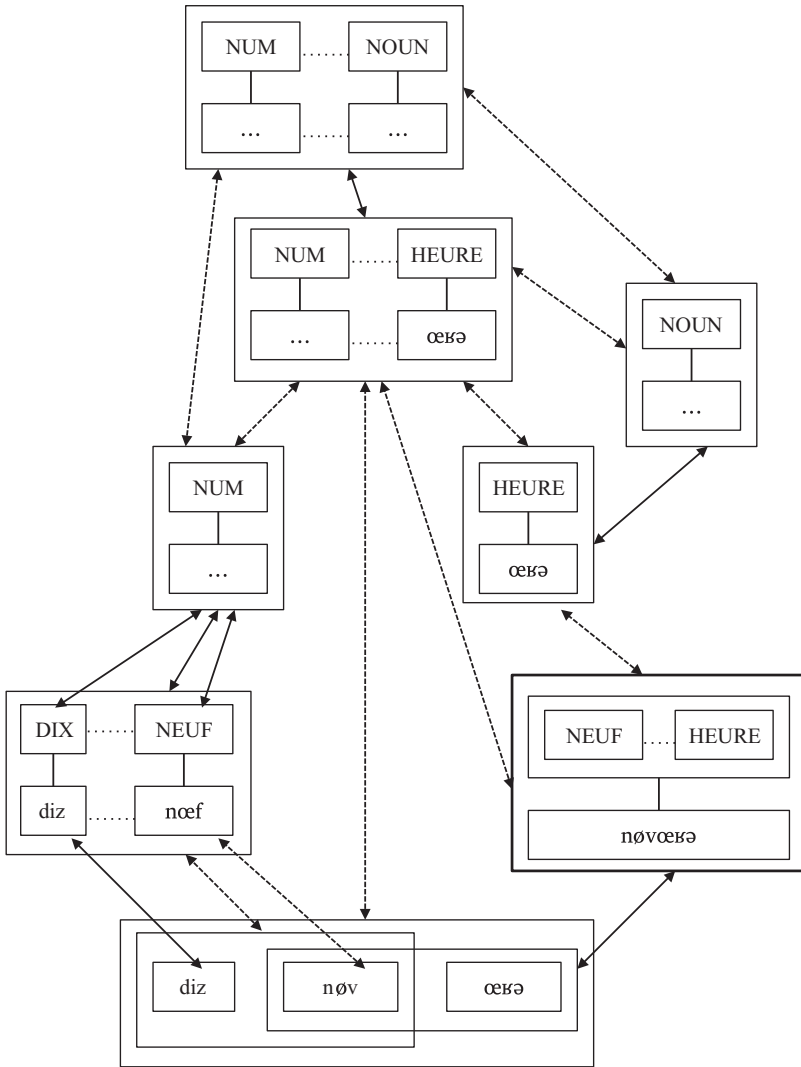 NUM NOUN
... ...
NUM HEURE
... œʁə
NOUN
...
NUM
...
HEURE
œʁə
DIX NEUF
diz nœf
NEUF HEURE
nøvœʁə
diz nøv œʁə